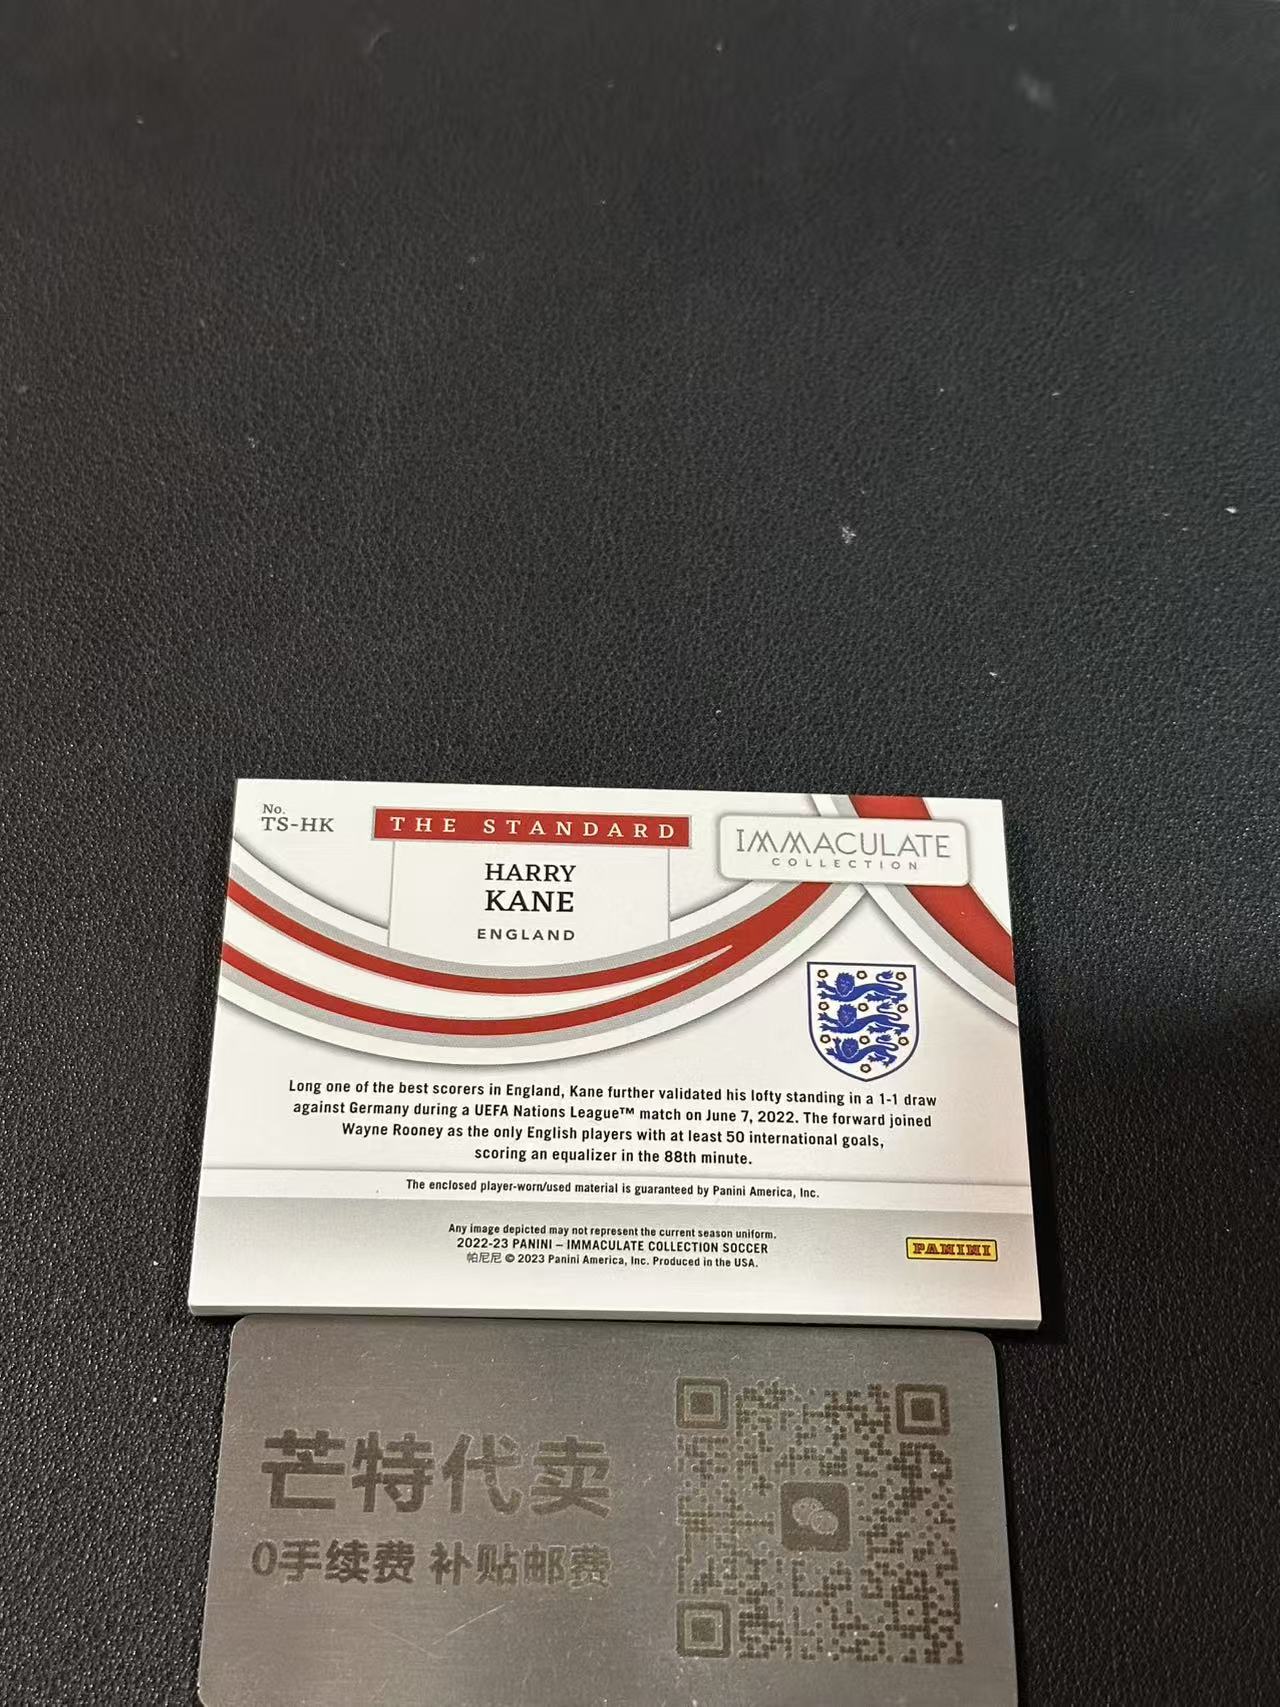 No.
TS-HK
THE STANDARD
IMMACULATE
COLLECTION
HARRY
KANE
ENGLAND
Long one of the best scorers in England, Kane further validated his lofty standing in a 1-1 draw
against Germany during a UEFA Nations League™ match on June 7, 2022. The forward joined
Wayne Rooney as the only English players with at least 50 international goals,
scoring an equalizer in the 88th minute.
The enclosed player-worn/used material is guaranteed by Panini America, Inc.
Any image depicted may not represent the current season uniform.
2022-23 PANINI – IMMACULATE COLLECTION SOCCER
帕尼尼 © 2023 Panini America, Inc. Produced in the USA.
PANINI
芒特代卖
0手续费 补贴邮费